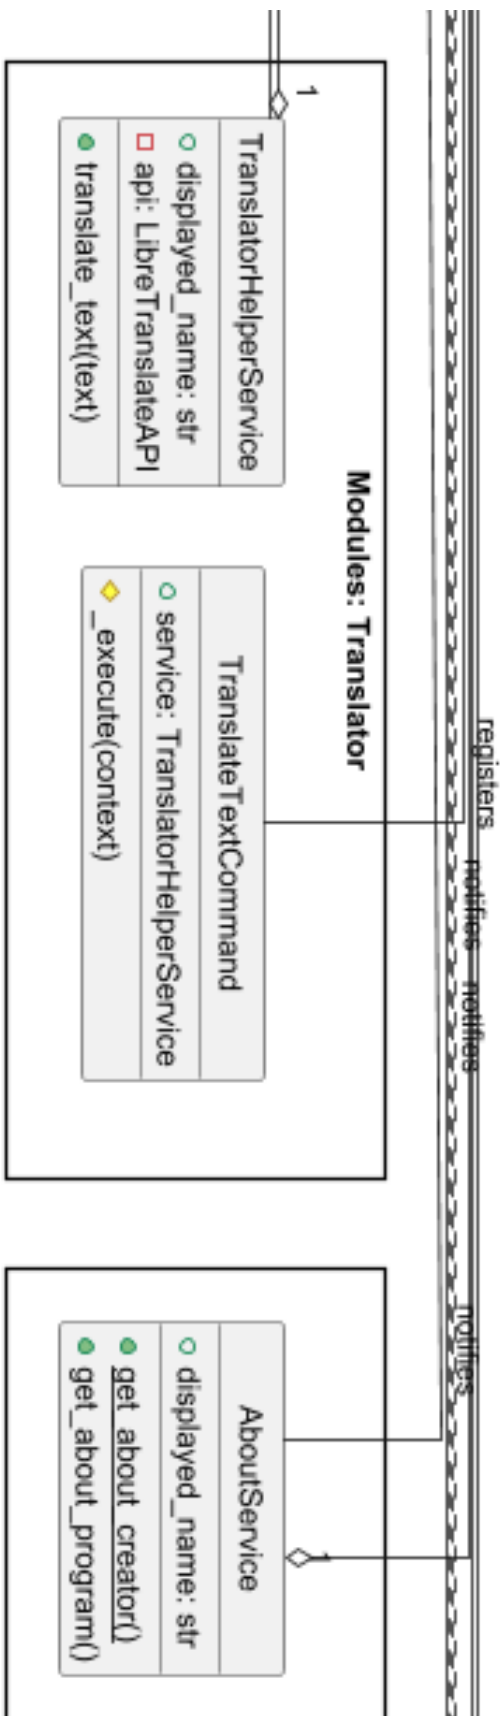 registers
notifies
notifies
notifies
Modules: Translator
1
TranslatorHelperService
displayed_name: str
api: LibreTranslateAPI
translate_text(text)
TranslateTextCommand
service: TranslatorHelperService
_execute(context)
1
AboutService
displayed_name: str
get_about_creator()
get_about_program()